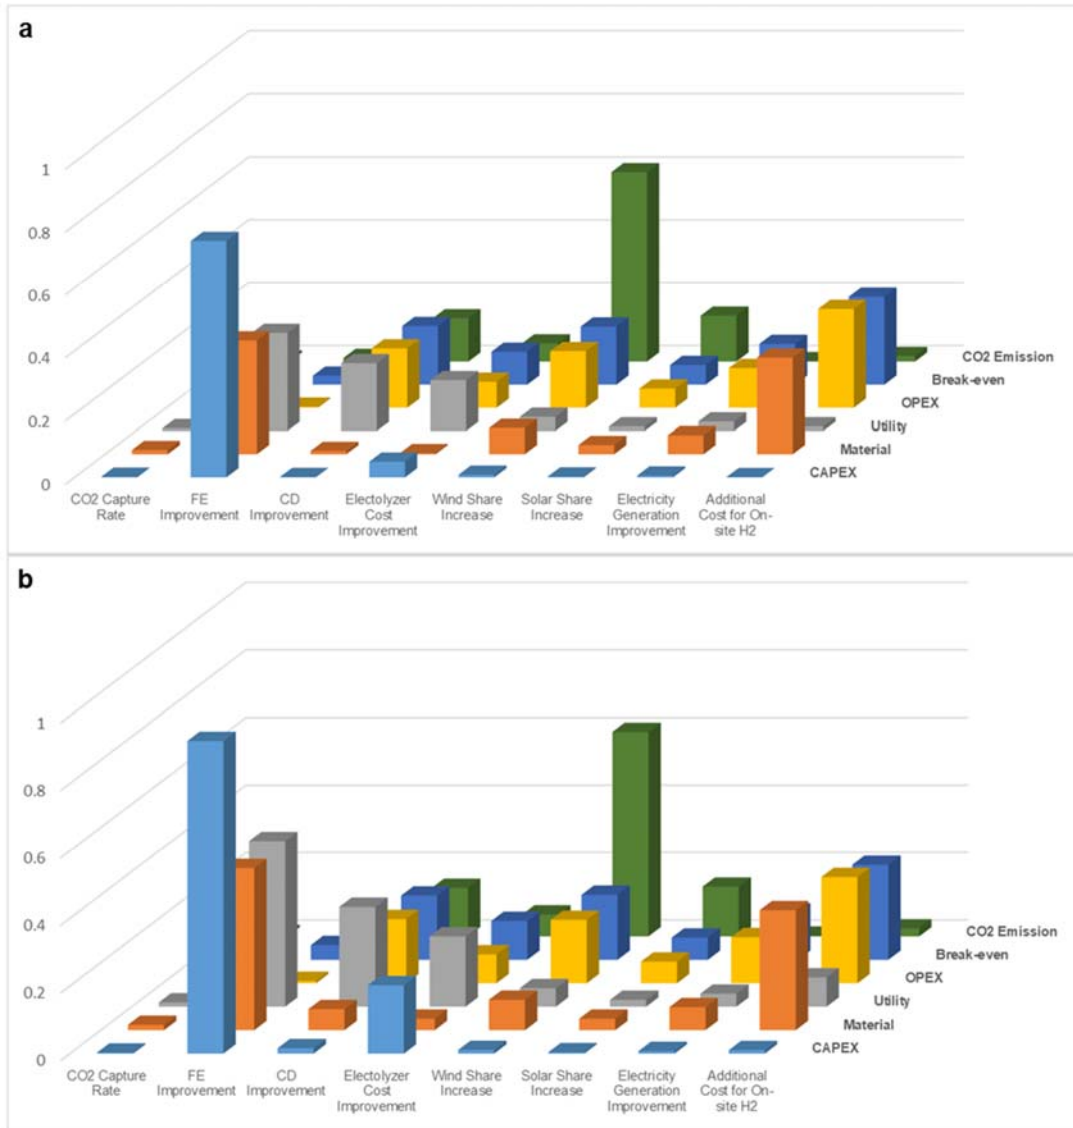 a
1
0.8
0.6
0.4
0.2
0
CO2 Emission
Break-even
OPEX
Utility
Material
CAPEX
CO2 Capture
Rate
FE
Improvement
CD
Improvement
Electolyzer
Cost
Improvement
Wind Share
Increase
Solar Share
Increase
Electricity
Generation
Improvement
Additional
Cost for On-
site H2
b
1
0.8
0.6
0.4
0.2
0
CO2 Emission
Break-even
OPEX
Utility
Material
CAPEX
CO2 Capture
Rate
FE
Improvement
CD
Improvement
Electolyzer
Cost
Improvement
Wind Share
Increase
Solar Share
Increase
Electricity
Generation
Improvement
Additional
Cost for On-
site H2